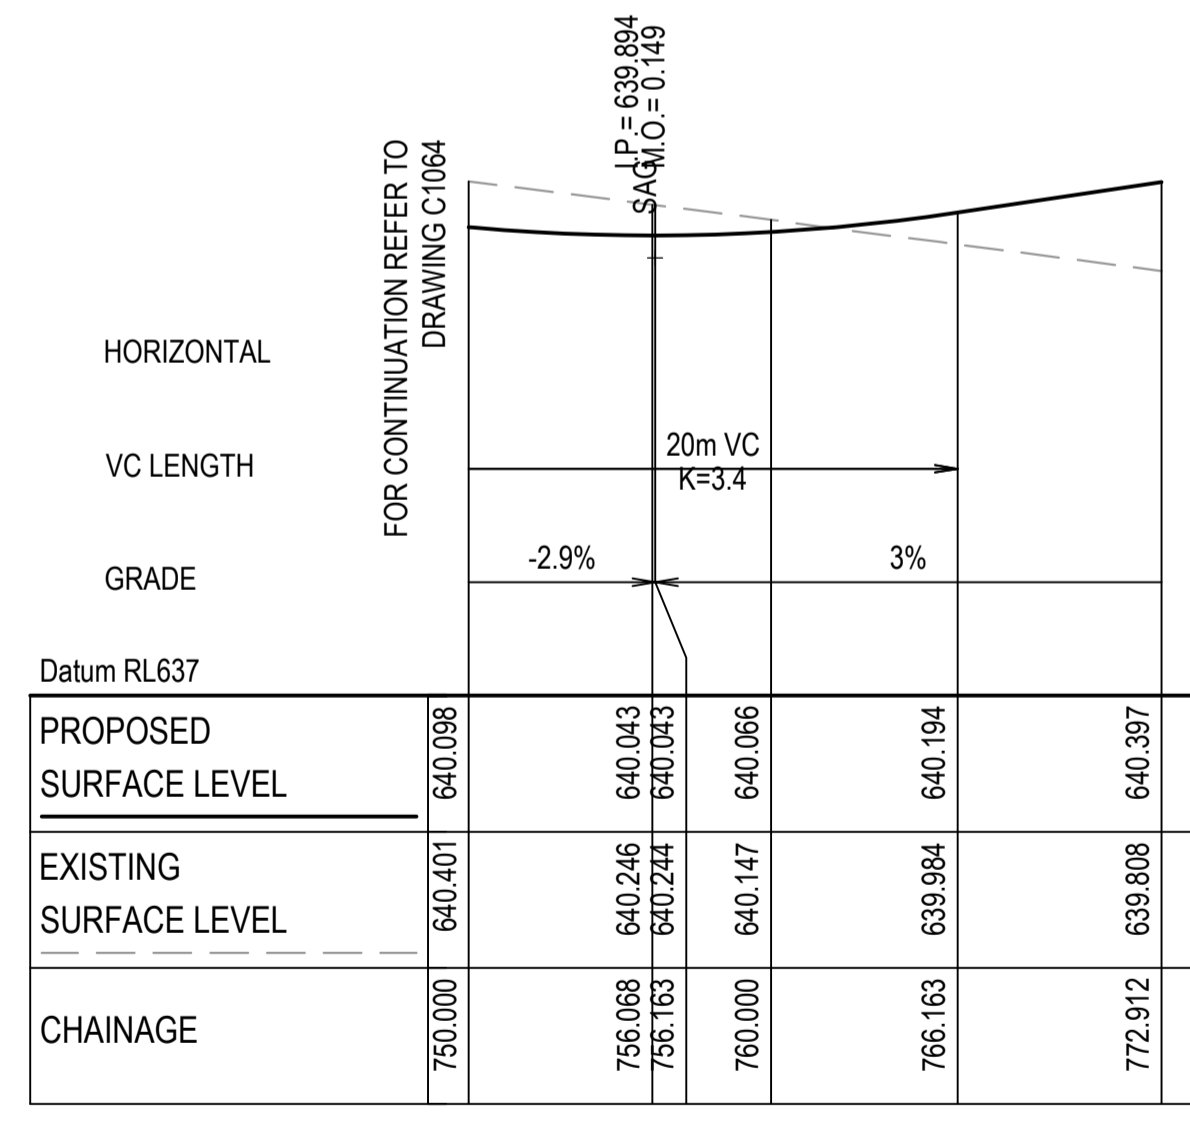 I.P.= 639.894
SAG
M.O.= 0.149
FOR CONTINUATION REFER TO
DRAWING C1064
HORIZONTAL
VC LENGTH
20m VC
K=3.4
GRADE
-2.9%
3%
Datum RL637
PROPOSED
SURFACE LEVEL
640.098
640.043
640.043
640.066
640.194
640.397
EXISTING
SURFACE LEVEL
640.401
640.246
640.244
640.147
639.984
639.808
CHAINAGE
750.000
756.068
756.163
760.000
766.163
772.912